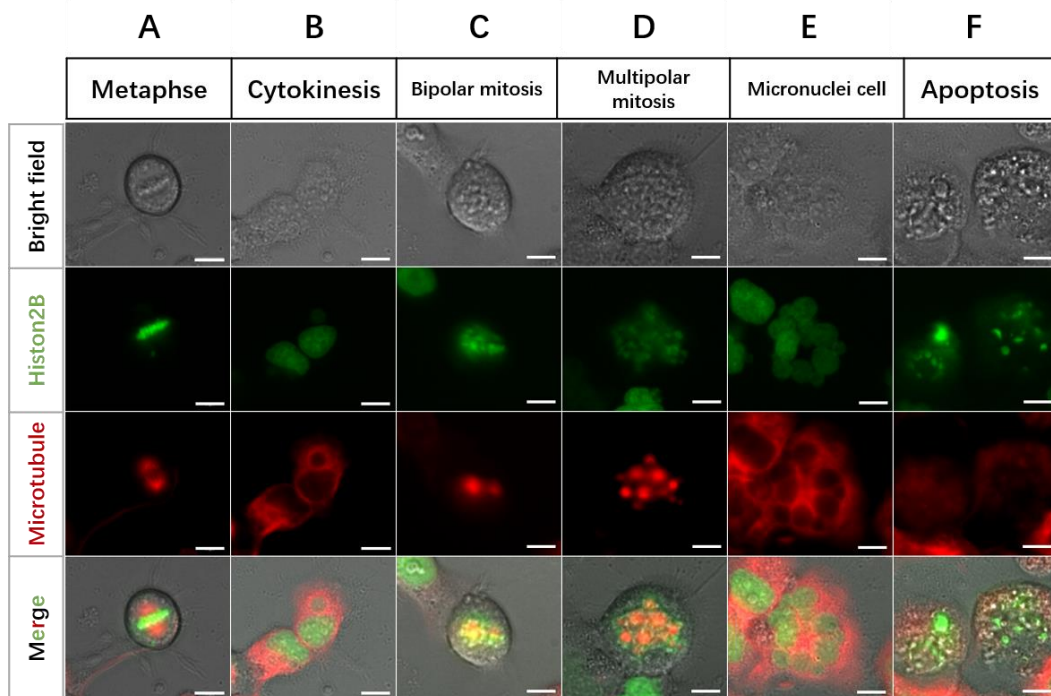 A B C D E F
Metaphse Cytokinesis Bipolar mitosis Multipolar mitosis Micronuclei cell Apoptosis
Bright field
Histon2B
Microtubule
Merge